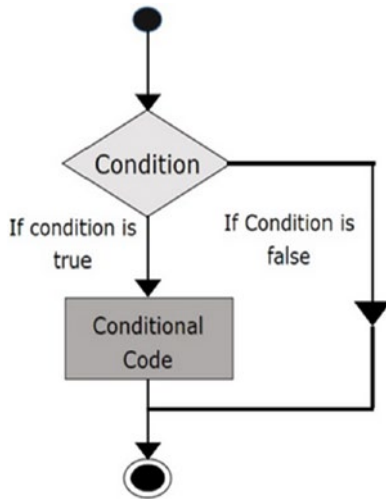 Condition
If condition is
true
If Condition is
false
Conditional
Code